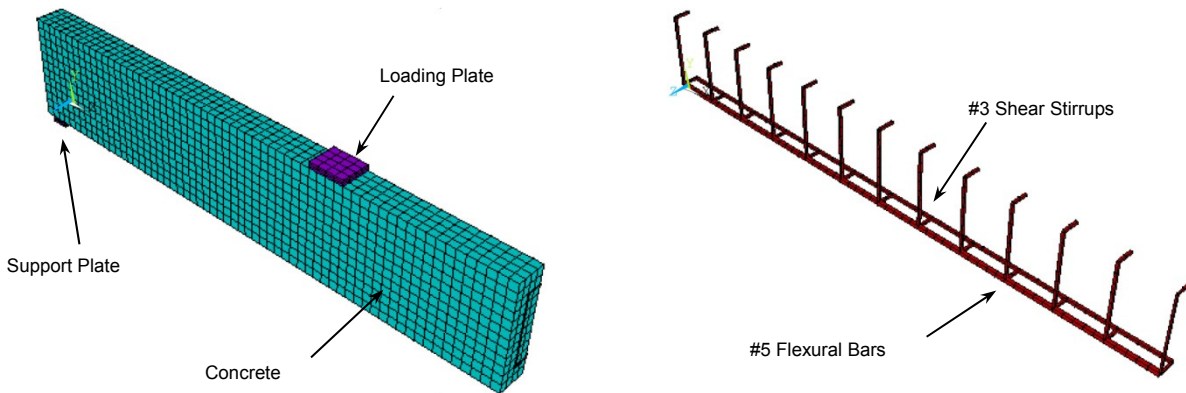 Loading Plate
#3 Shear Stirrups
Support Plate
#5 Flexural Bars
Concrete